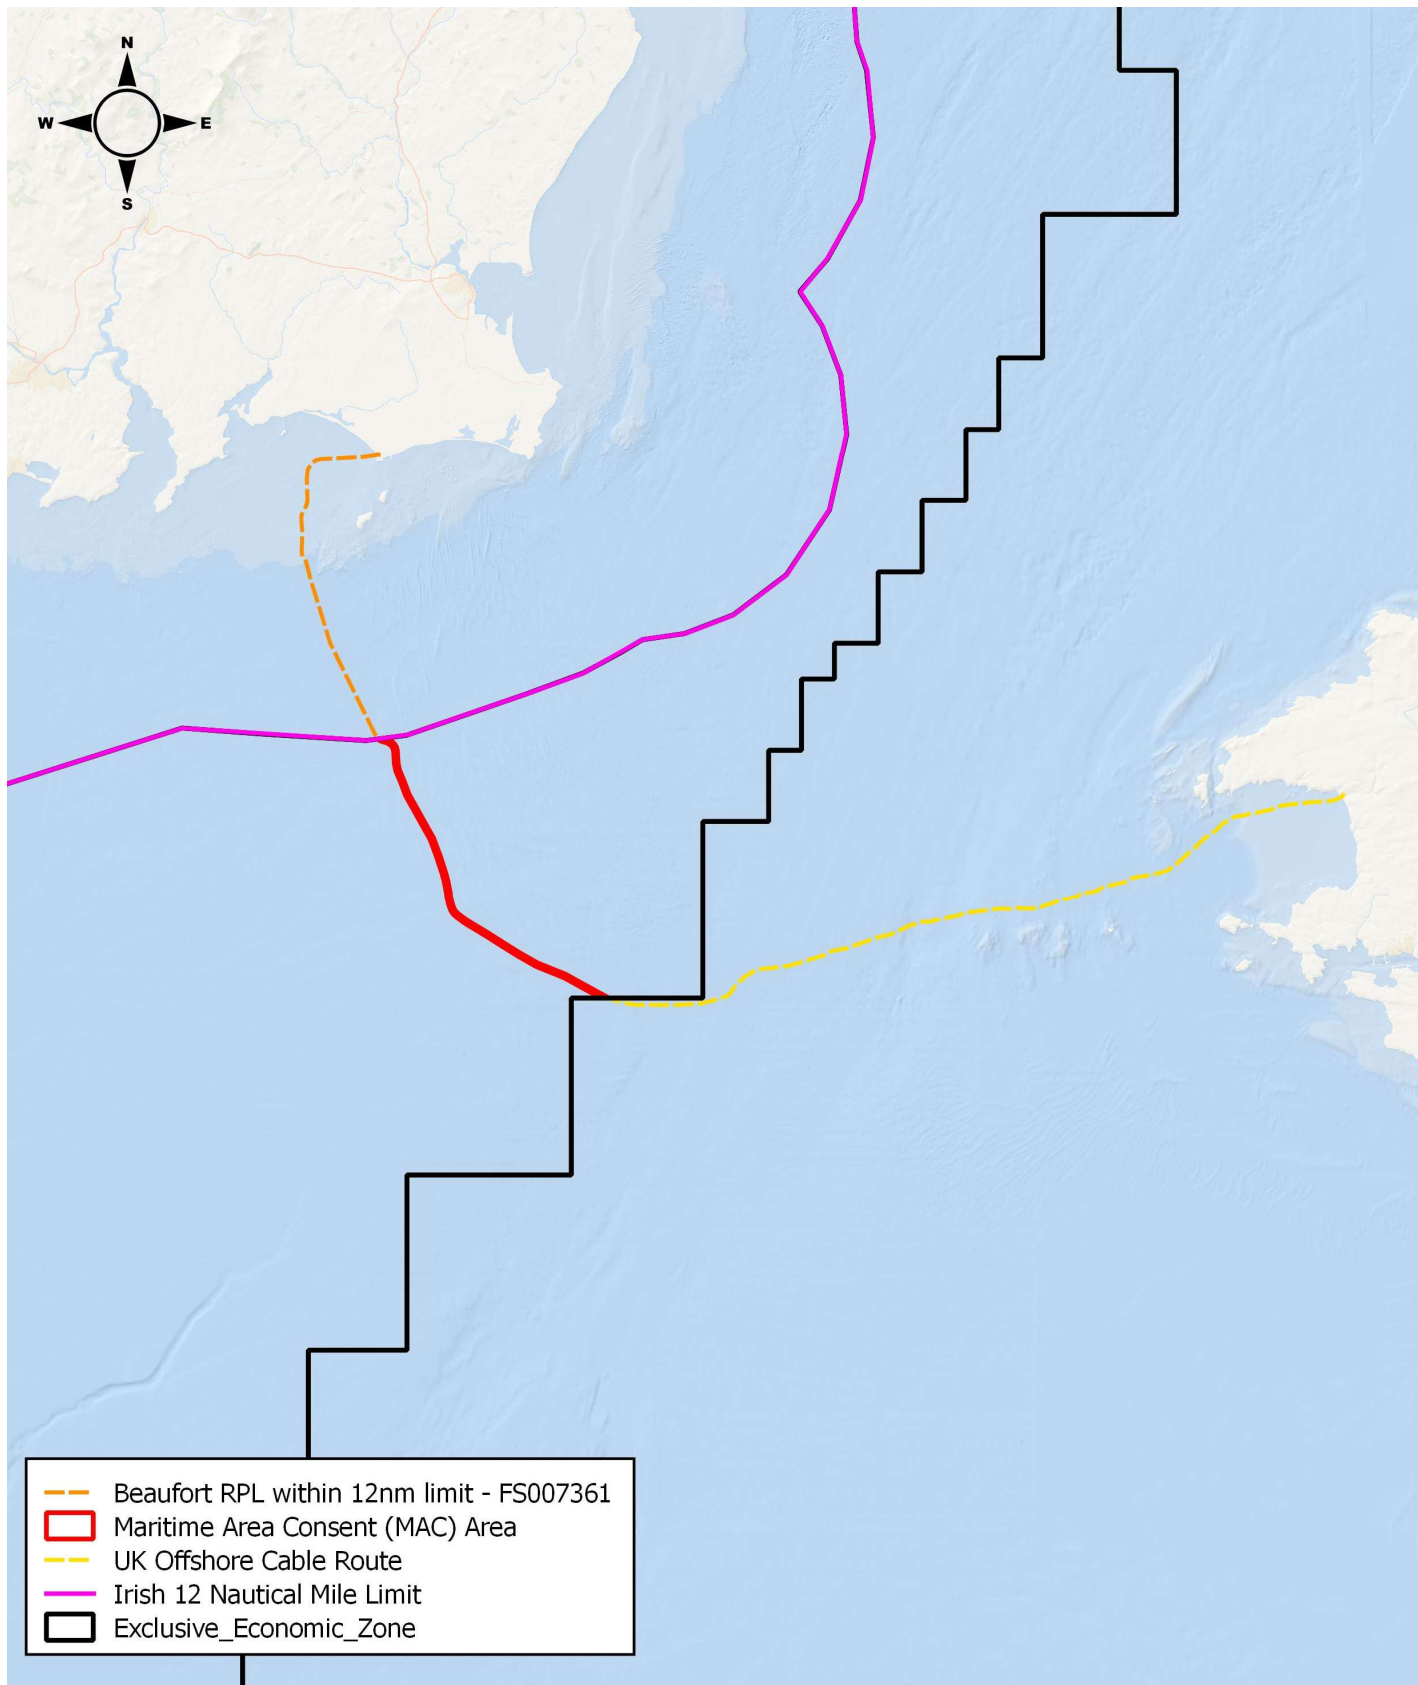 N
W E
S
Beaufort RPL within 12nm limit - FS007361
Maritime Area Consent (MAC) Area
UK Offshore Cable Route
Irish 12 Nautical Mile Limit
Exclusive_Economic_Zone